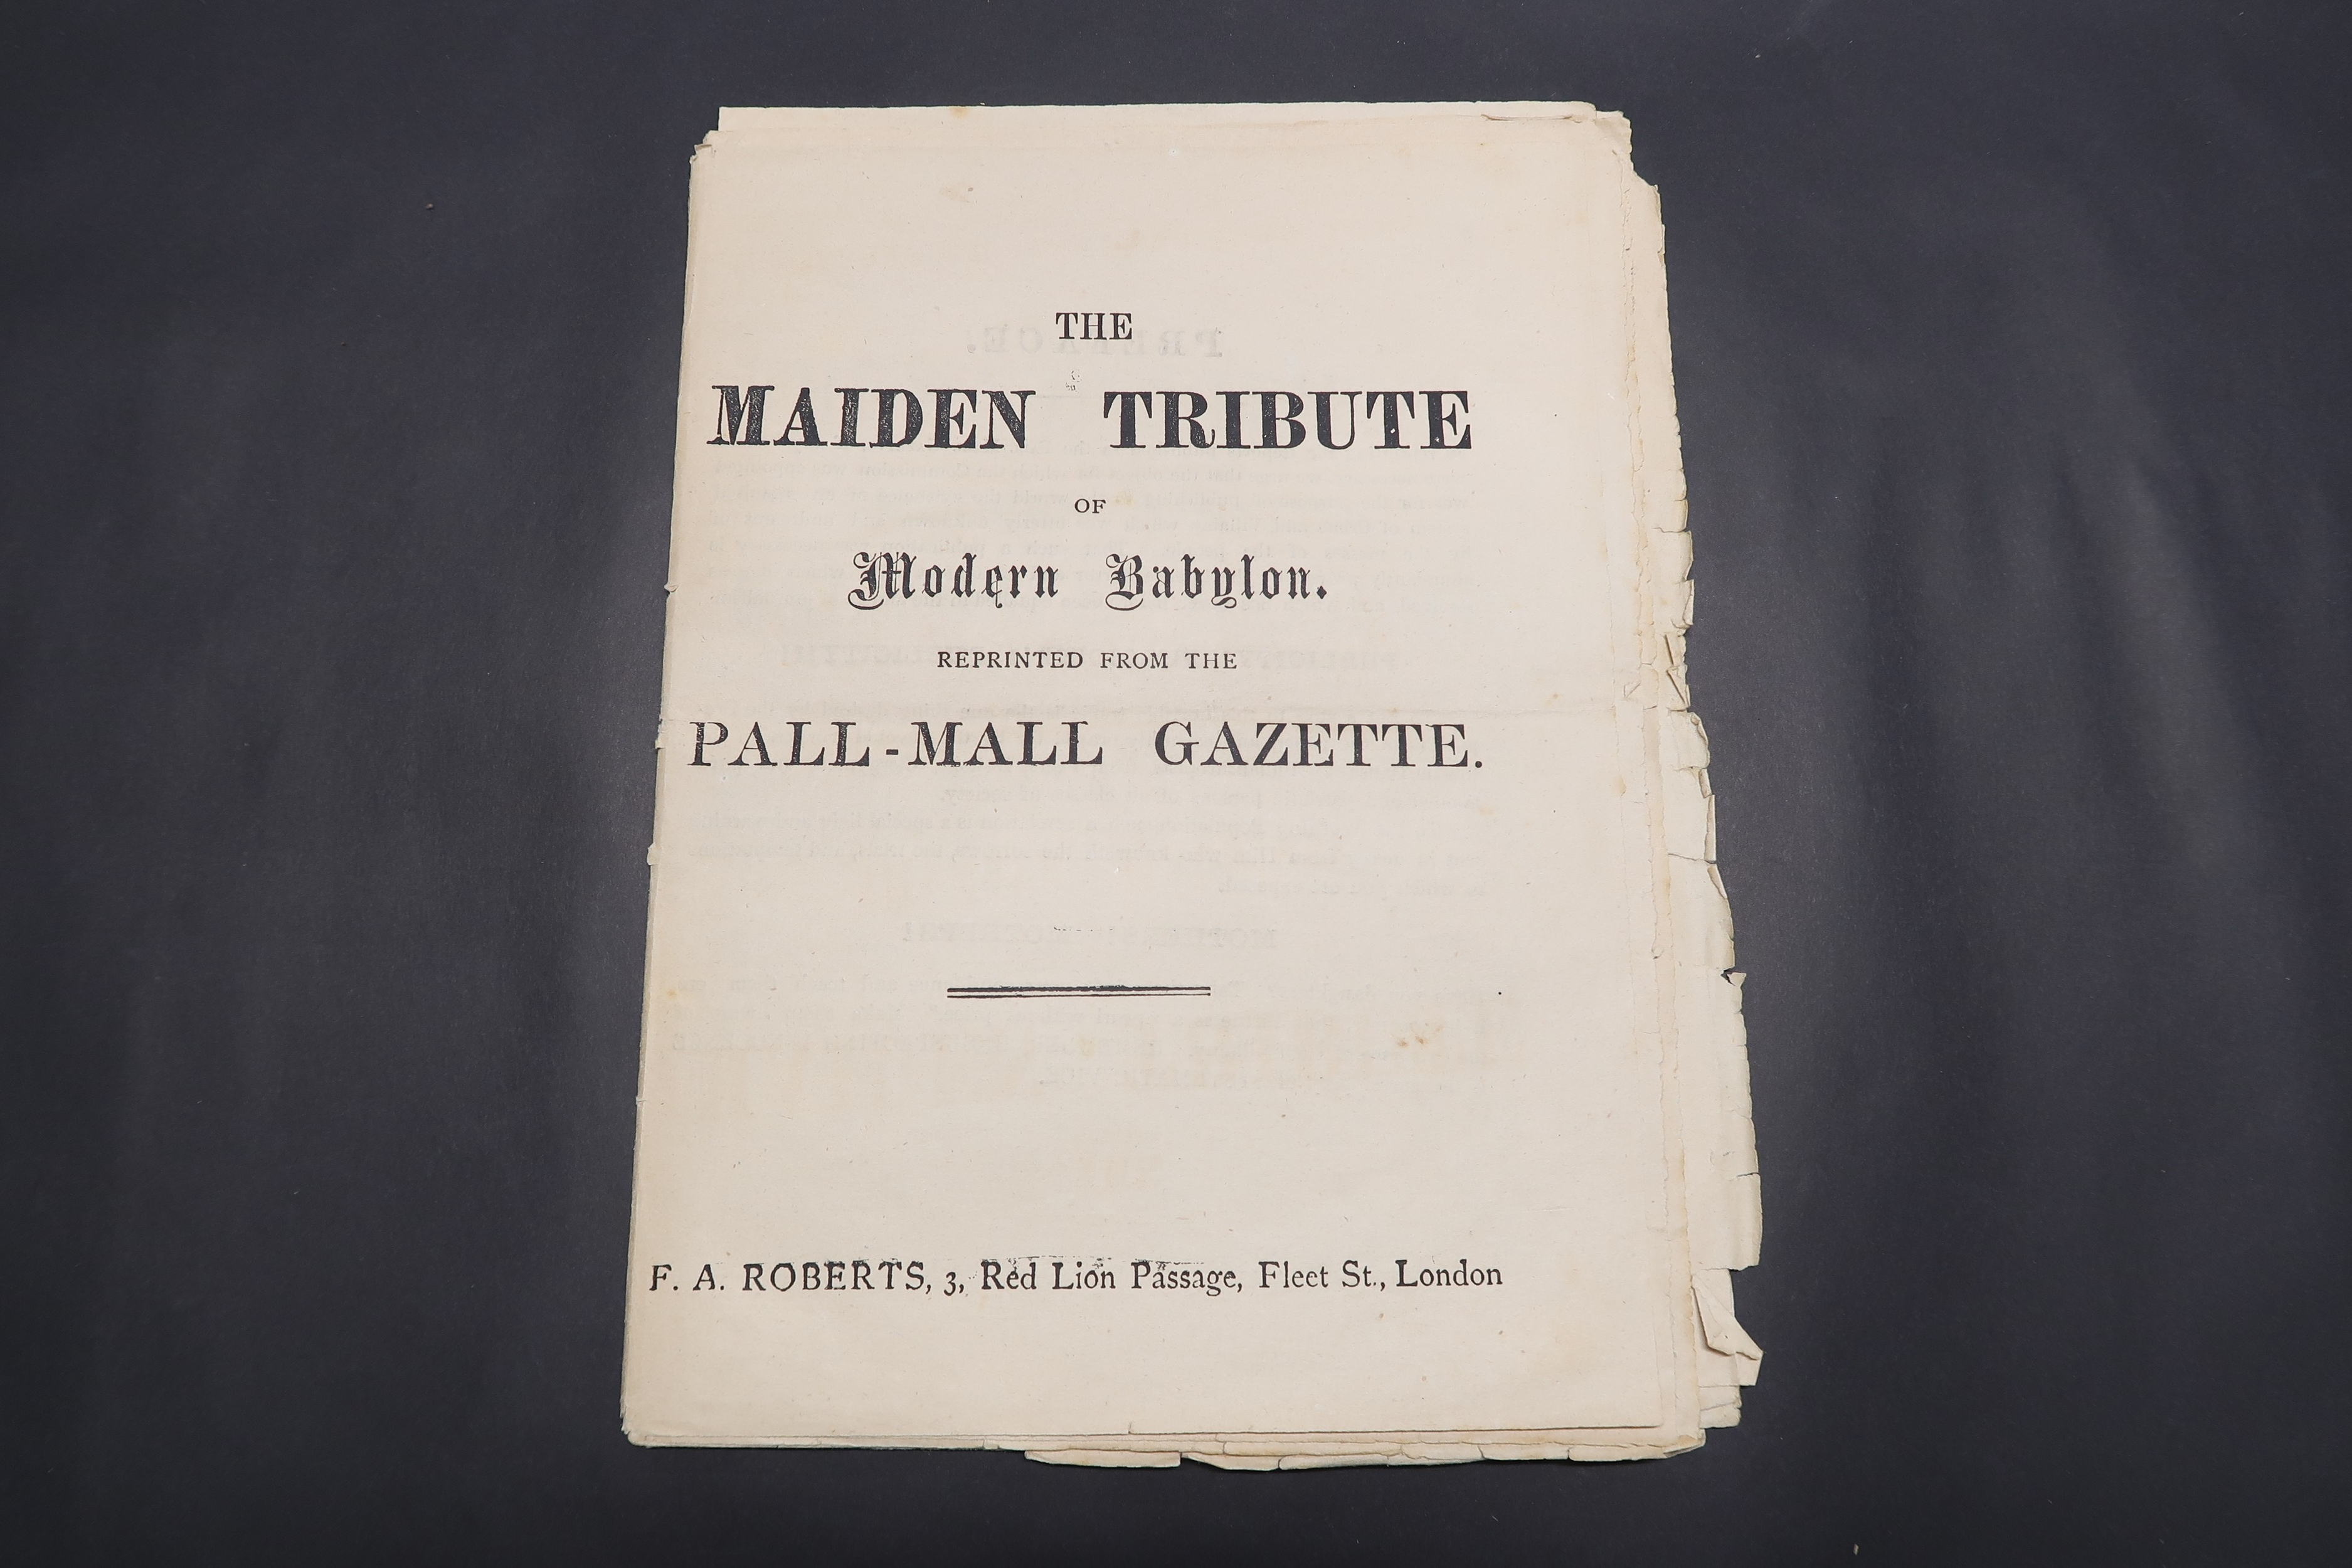 THE
MAIDEN TRIBUTE
OF
Modern Babylon.
REPRINTED FROM THE
PALL-MALL GAZETTE.
F. A. ROBERTS, 3, Red Lion Passage, Fleet St., London